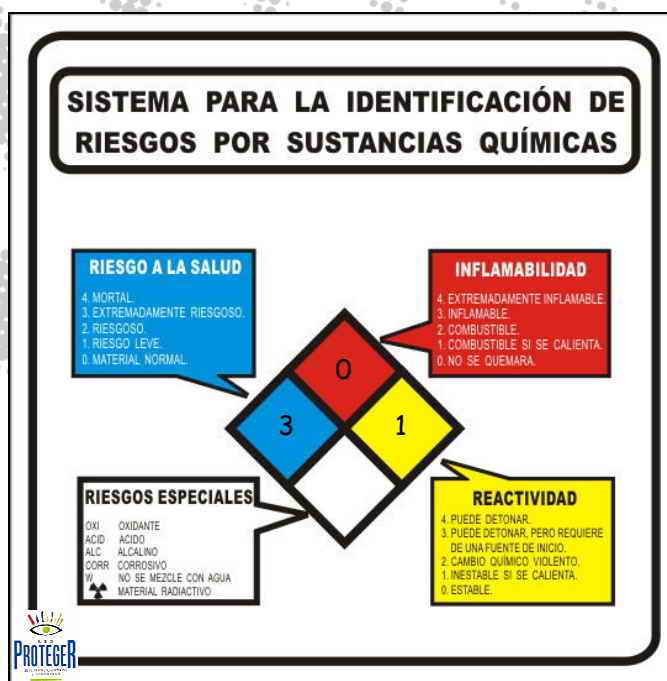 SISTEMA PARA LA IDENTIFICACIÓN DE
RIESGOS POR SUSTANCIAS QUÍMICAS
RIESGO A LA SALUD
4. MORTAL.
3. EXTREMADAMENTE RIESGOSO.
2. RIESGOSO.
1. RIESGO LEVE.
0. MATERIAL NORMAL.
INFLAMABILIDAD
4. EXTREMADAMENTE INFLAMABLE.
3. INFLAMABLE.
2. COMBUSTIBLE.
1. COMBUSTIBLE SI SE CALIENTA.
0. NO SE QUEMARA.
0
3
1
RIESGOS ESPECIALES
OXI OXIDANTE
ACID ACIDO
ALC ALCALINO
CORR CORROSIVO
W NO SE MEZCLE CON AGUA
MATERIAL RADIACTIVO
REACTIVIDAD
4. PUEDE DETONAR.
3. PUEDE DETONAR, PERO REQUIERE
DE UNA FUENTE DE INICIO.
2. CAMBIO QUÍMICO VIOLENTO.
1. INESTABLE SI SE CALIENTA.
0. ESTABLE.
RED
PROTEGER